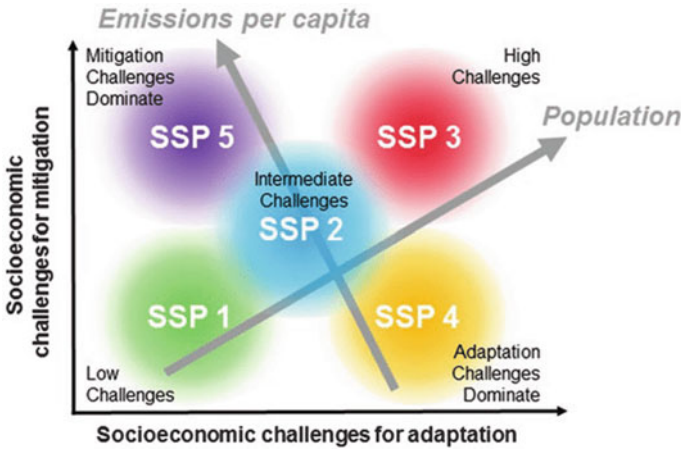 Emissions per capita
Mitigation
Challenges
Dominate
High
Challenges
Population
SSP 5
SSP 3
Intermediate
Challenges
SSP 2
Socioeconomic
challenges for mitigation
SSP 1
SSP 4
Low
Challenges
Adaptation
Challenges
Dominate
Socioeconomic challenges for adaptation